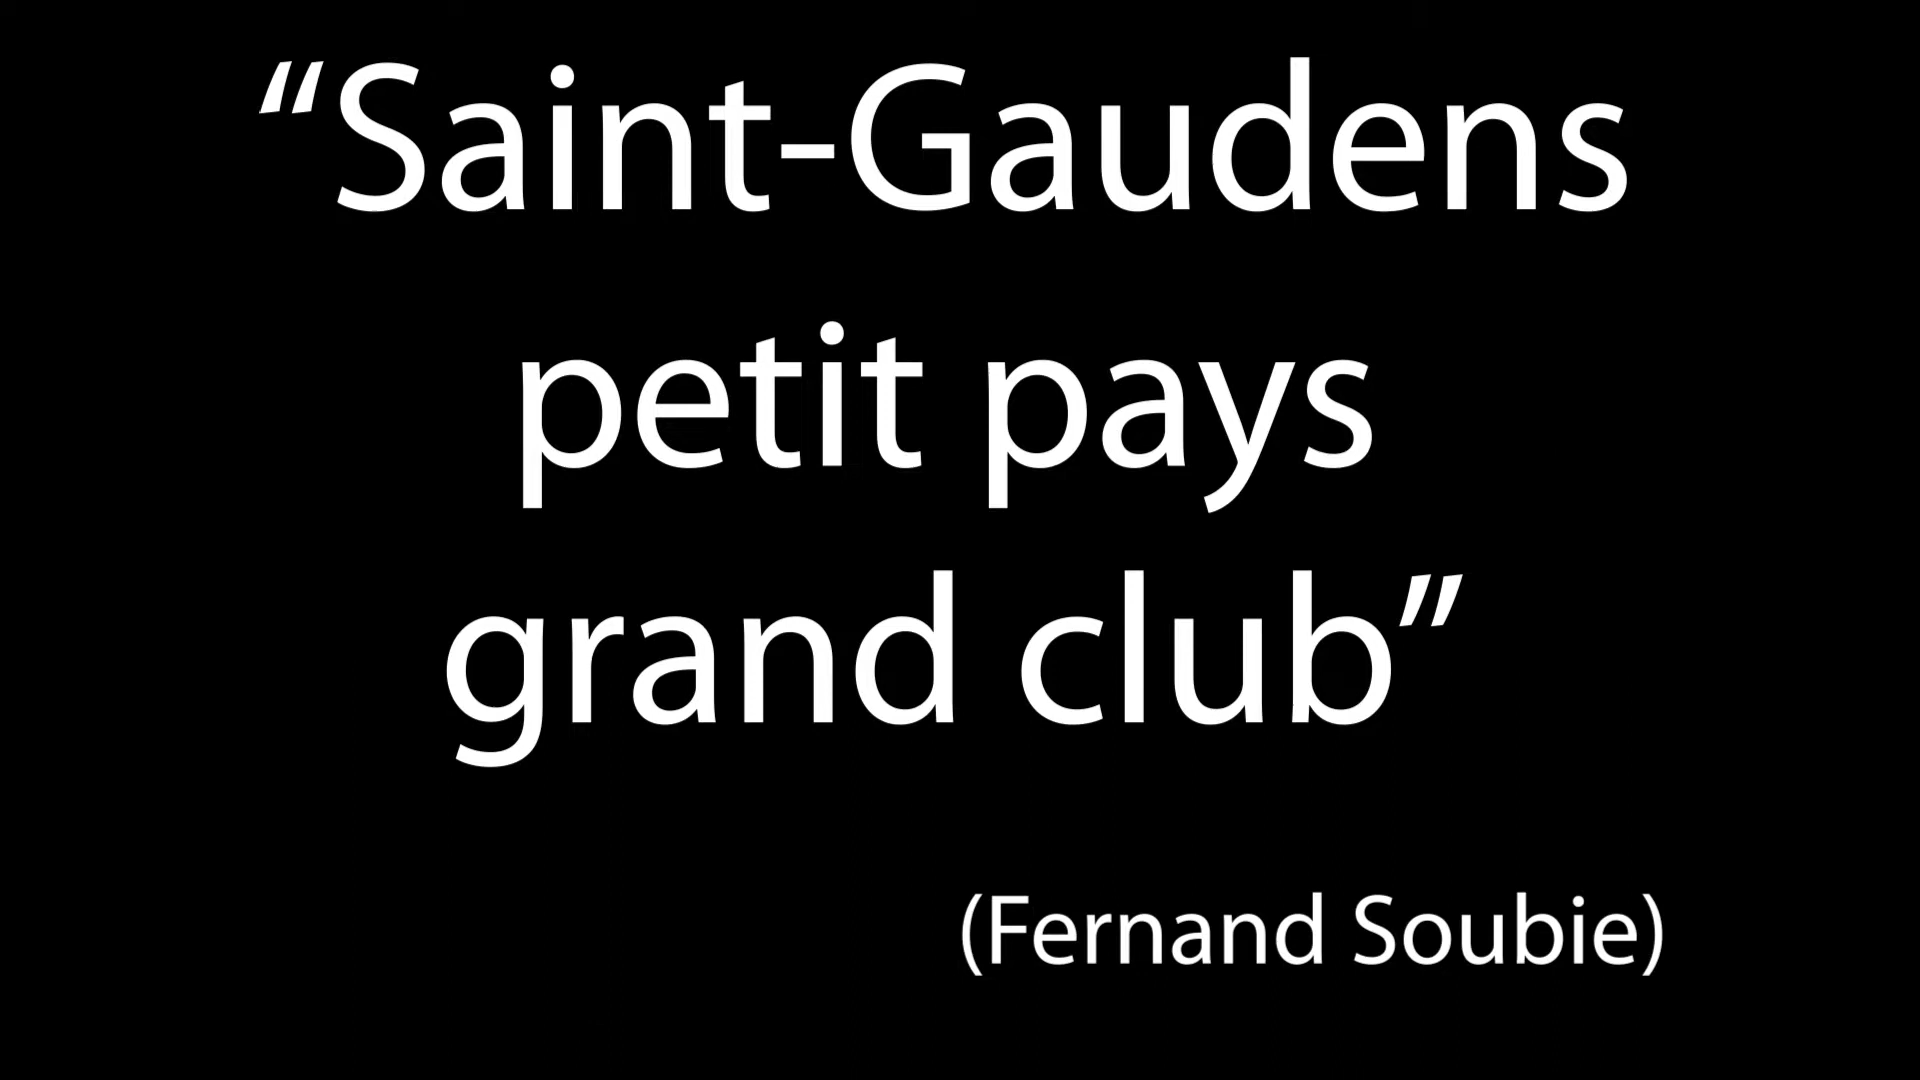 “Saint-Gaudens
petit pays
grand club”
(Fernand Soubie)